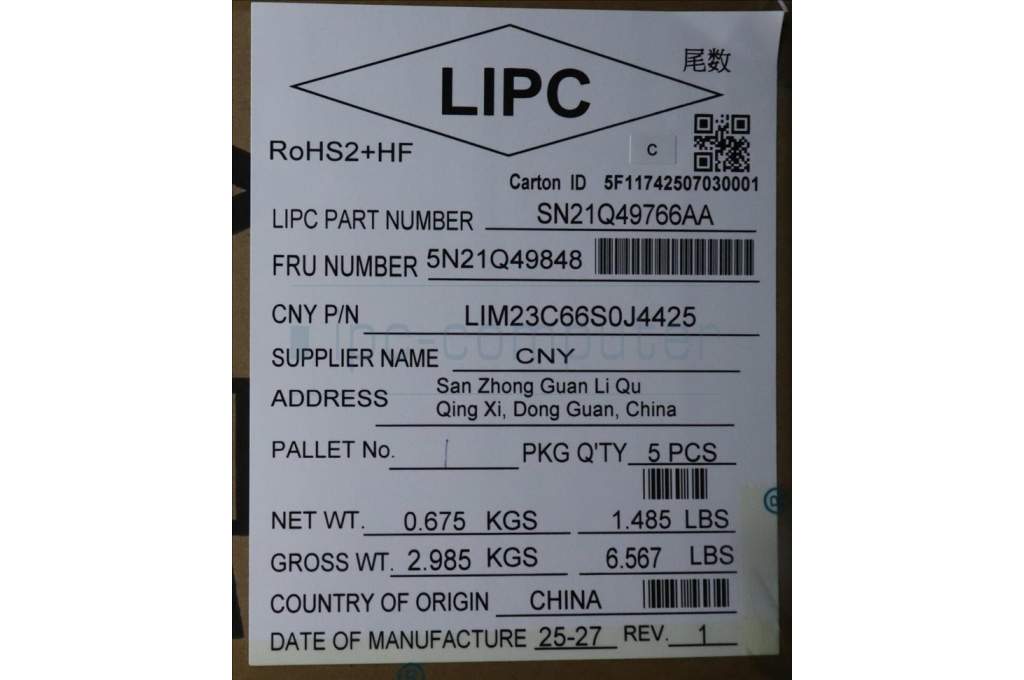 尾数
LIPC
RoHS2+HF
C
Carton ID 5F11742507030001
LIPC PART NUMBER SN21Q49766AA
FRU NUMBER 5N21Q49848
CNY P/N LIM23C66S0J4425
ipc-computer
SUPPLIER NAME CNY
ADDRESS San Zhong Guan Li Qu
Qing Xi, Dong Guan, China
PALLET No. 1 PKG Q'TY 5 PCS
NET WT. 0.675 KGS 1.485 LBS
GROSS WT. 2.985 KGS 6.567 LBS
COUNTRY OF ORIGIN CHINA
DATE OF MANUFACTURE 25-27 REV. 1